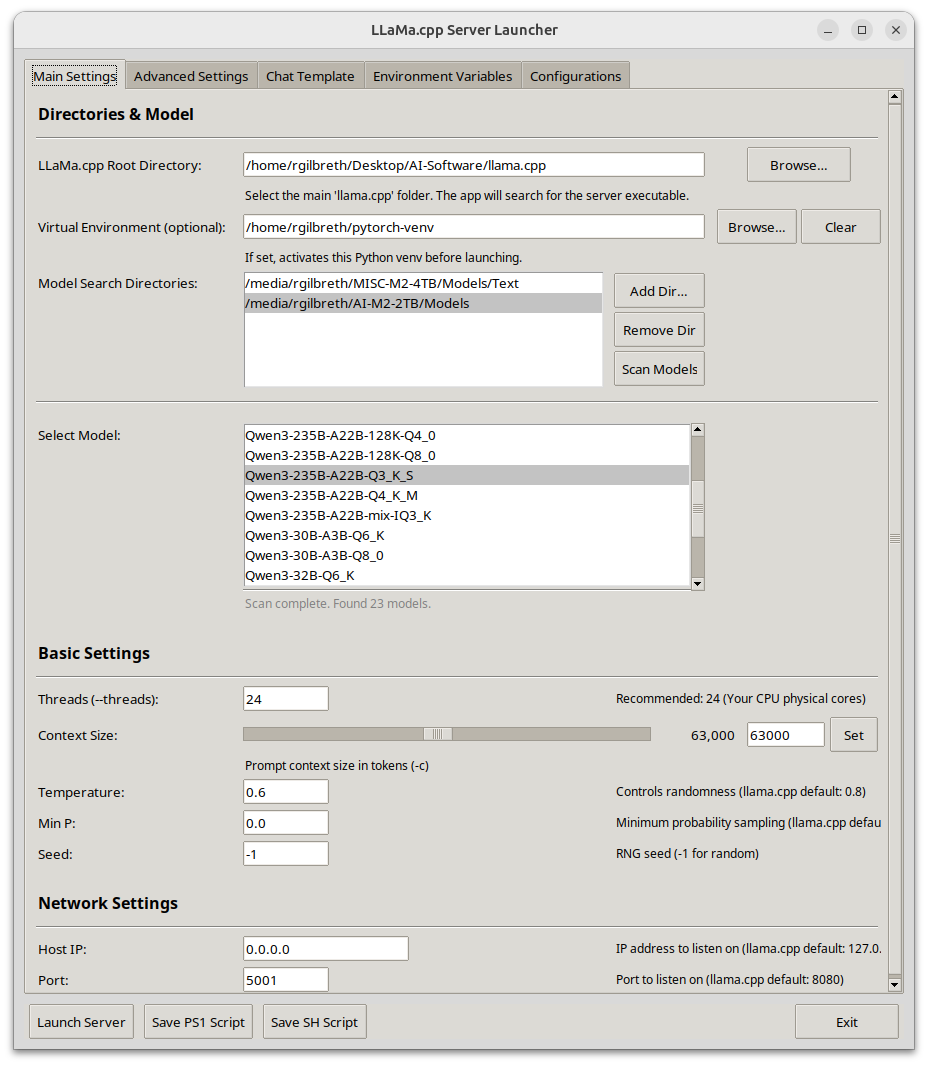 LLaMa.cpp Server Launcher
Main Settings Advanced Settings Chat Template Environment Variables Configurations
Directories & Model
LLaMa.cpp Root Directory: /home/rgilbreth/Desktop/AI-Software/llama.cpp Browse...
Select the main 'llama.cpp' folder. The app will search for the server executable.
Virtual Environment (optional): /home/rgilbreth/pytorch-venv Browse... Clear
If set, activates this Python venv before launching.
Model Search Directories: /media/rgilbreth/MISC-M2-4TB/Models/Text
/media/rgilbreth/AI-M2-2TB/Models
Add Dir...
Remove Dir
Scan Models
Select Model: Qwen3-235B-A22B-128K-Q4_0
Qwen3-235B-A22B-128K-Q8_0
Qwen3-235B-A22B-Q3_K_S
Qwen3-235B-A22B-Q4_K_M
Qwen3-235B-A22B-mix-IQ3_K
Qwen3-30B-A3B-Q6_K
Qwen3-30B-A3B-Q8_0
Qwen3-32B-Q6_K
Scan complete. Found 23 models.
Basic Settings
Threads (--threads): 24 Recommended: 24 (Your CPU physical cores)
Context Size: 63,000 63000 Set
Prompt context size in tokens (-c)
Temperature: 0.6 Controls randomness (llama.cpp default: 0.8)
Min P: 0.0 Minimum probability sampling (llama.cpp defau
Seed: -1 RNG seed (-1 for random)
Network Settings
Host IP: 0.0.0.0 IP address to listen on (llama.cpp default: 127.0.
Port: 5001 Port to listen on (llama.cpp default: 8080)
Launch Server Save PS1 Script Save SH Script Exit